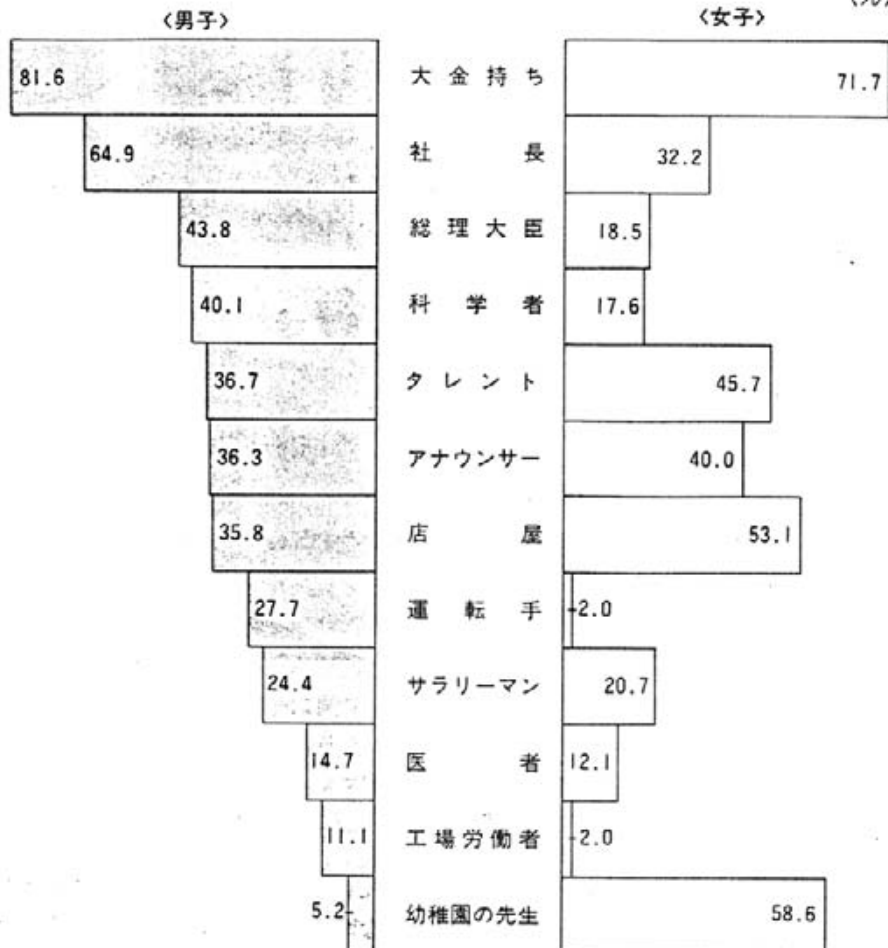 〈男子〉 〈女子〉
81.6 大金持ち 71.7
64.9 社長 32.2
43.8 総理大臣 18.5
40.1 科学者 17.6
36.7 タレント 45.7
36.3 アナウンサー 40.0
35.8 店屋 53.1
27.7 運転手 2.0
24.4 サラリーマン 20.7
14.7 医者 12.1
11.1 工場労働者 2.0
5.2 幼稚園の先生 58.6